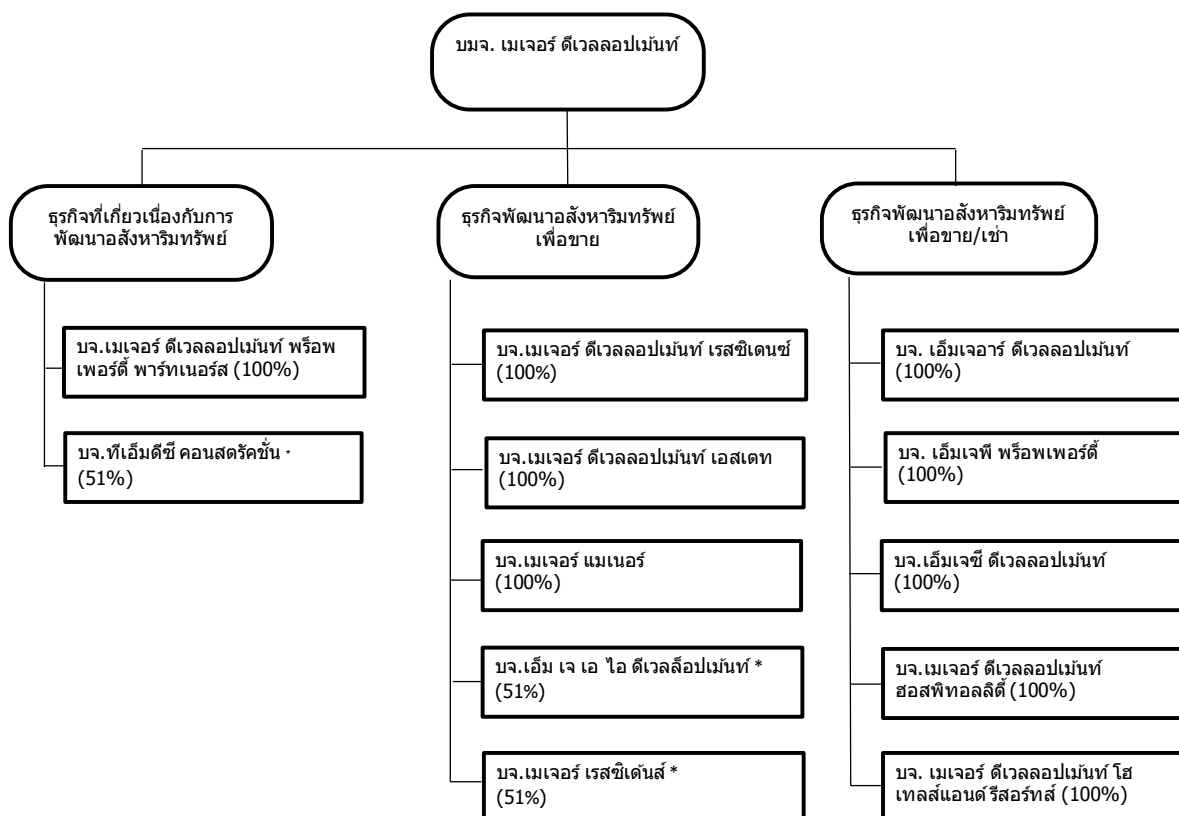 บมจ. เมเจอร์ ดีเวลลอปเม้นท์
ธุรกิจที่เกี่ยวเนื่องกับการ
พัฒนาอสังหาริมทรัพย์
บจ.เมเจอร์ ดีเวลลอปเม้นท์ พร็อพ
เพอร์ตี้ พาร์ทเนอร์ส (100%)
บจ.ทีเอ็มดีซี คอนสตรัคชั่น *
(51%)
ธุรกิจพัฒนาอสังหาริมทรัพย์
เพื่อขาย
บจ.เมเจอร์ ดีเวลลอปเม้นท์ เรสซิเดนซ์
(100%)
บจ.เมเจอร์ ดีเวลลอปเม้นท์ เอสเตท
(100%)
บจ.เมเจอร์ แมเนอร์
(100%)
บจ.เอ็ม เจ เอ ไอ ดีเวลล็อปเม้นท์ *
(51%)
บจ.เมเจอร์ เรสซิเด้นส์ *
(51%)
ธุรกิจพัฒนาอสังหาริมทรัพย์
เพื่อขาย/เช่า
บจ. เอ็มเจอาร์ ดีเวลลอปเม้นท์
(100%)
บจ. เอ็มเจพี พร็อพเพอร์ตี้
(100%)
บจ.เอ็มเจซี ดีเวลลอปเม้นท์
(100%)
บจ.เมเจอร์ ดีเวลลอปเม้นท์
ฮอสพิทอลลิตี้ (100%)
บจ. เมเจอร์ ดีเวลลอปเม้นท์ โฮ
เทลส์แอนด์ รีสอร์ทส์ (100%)